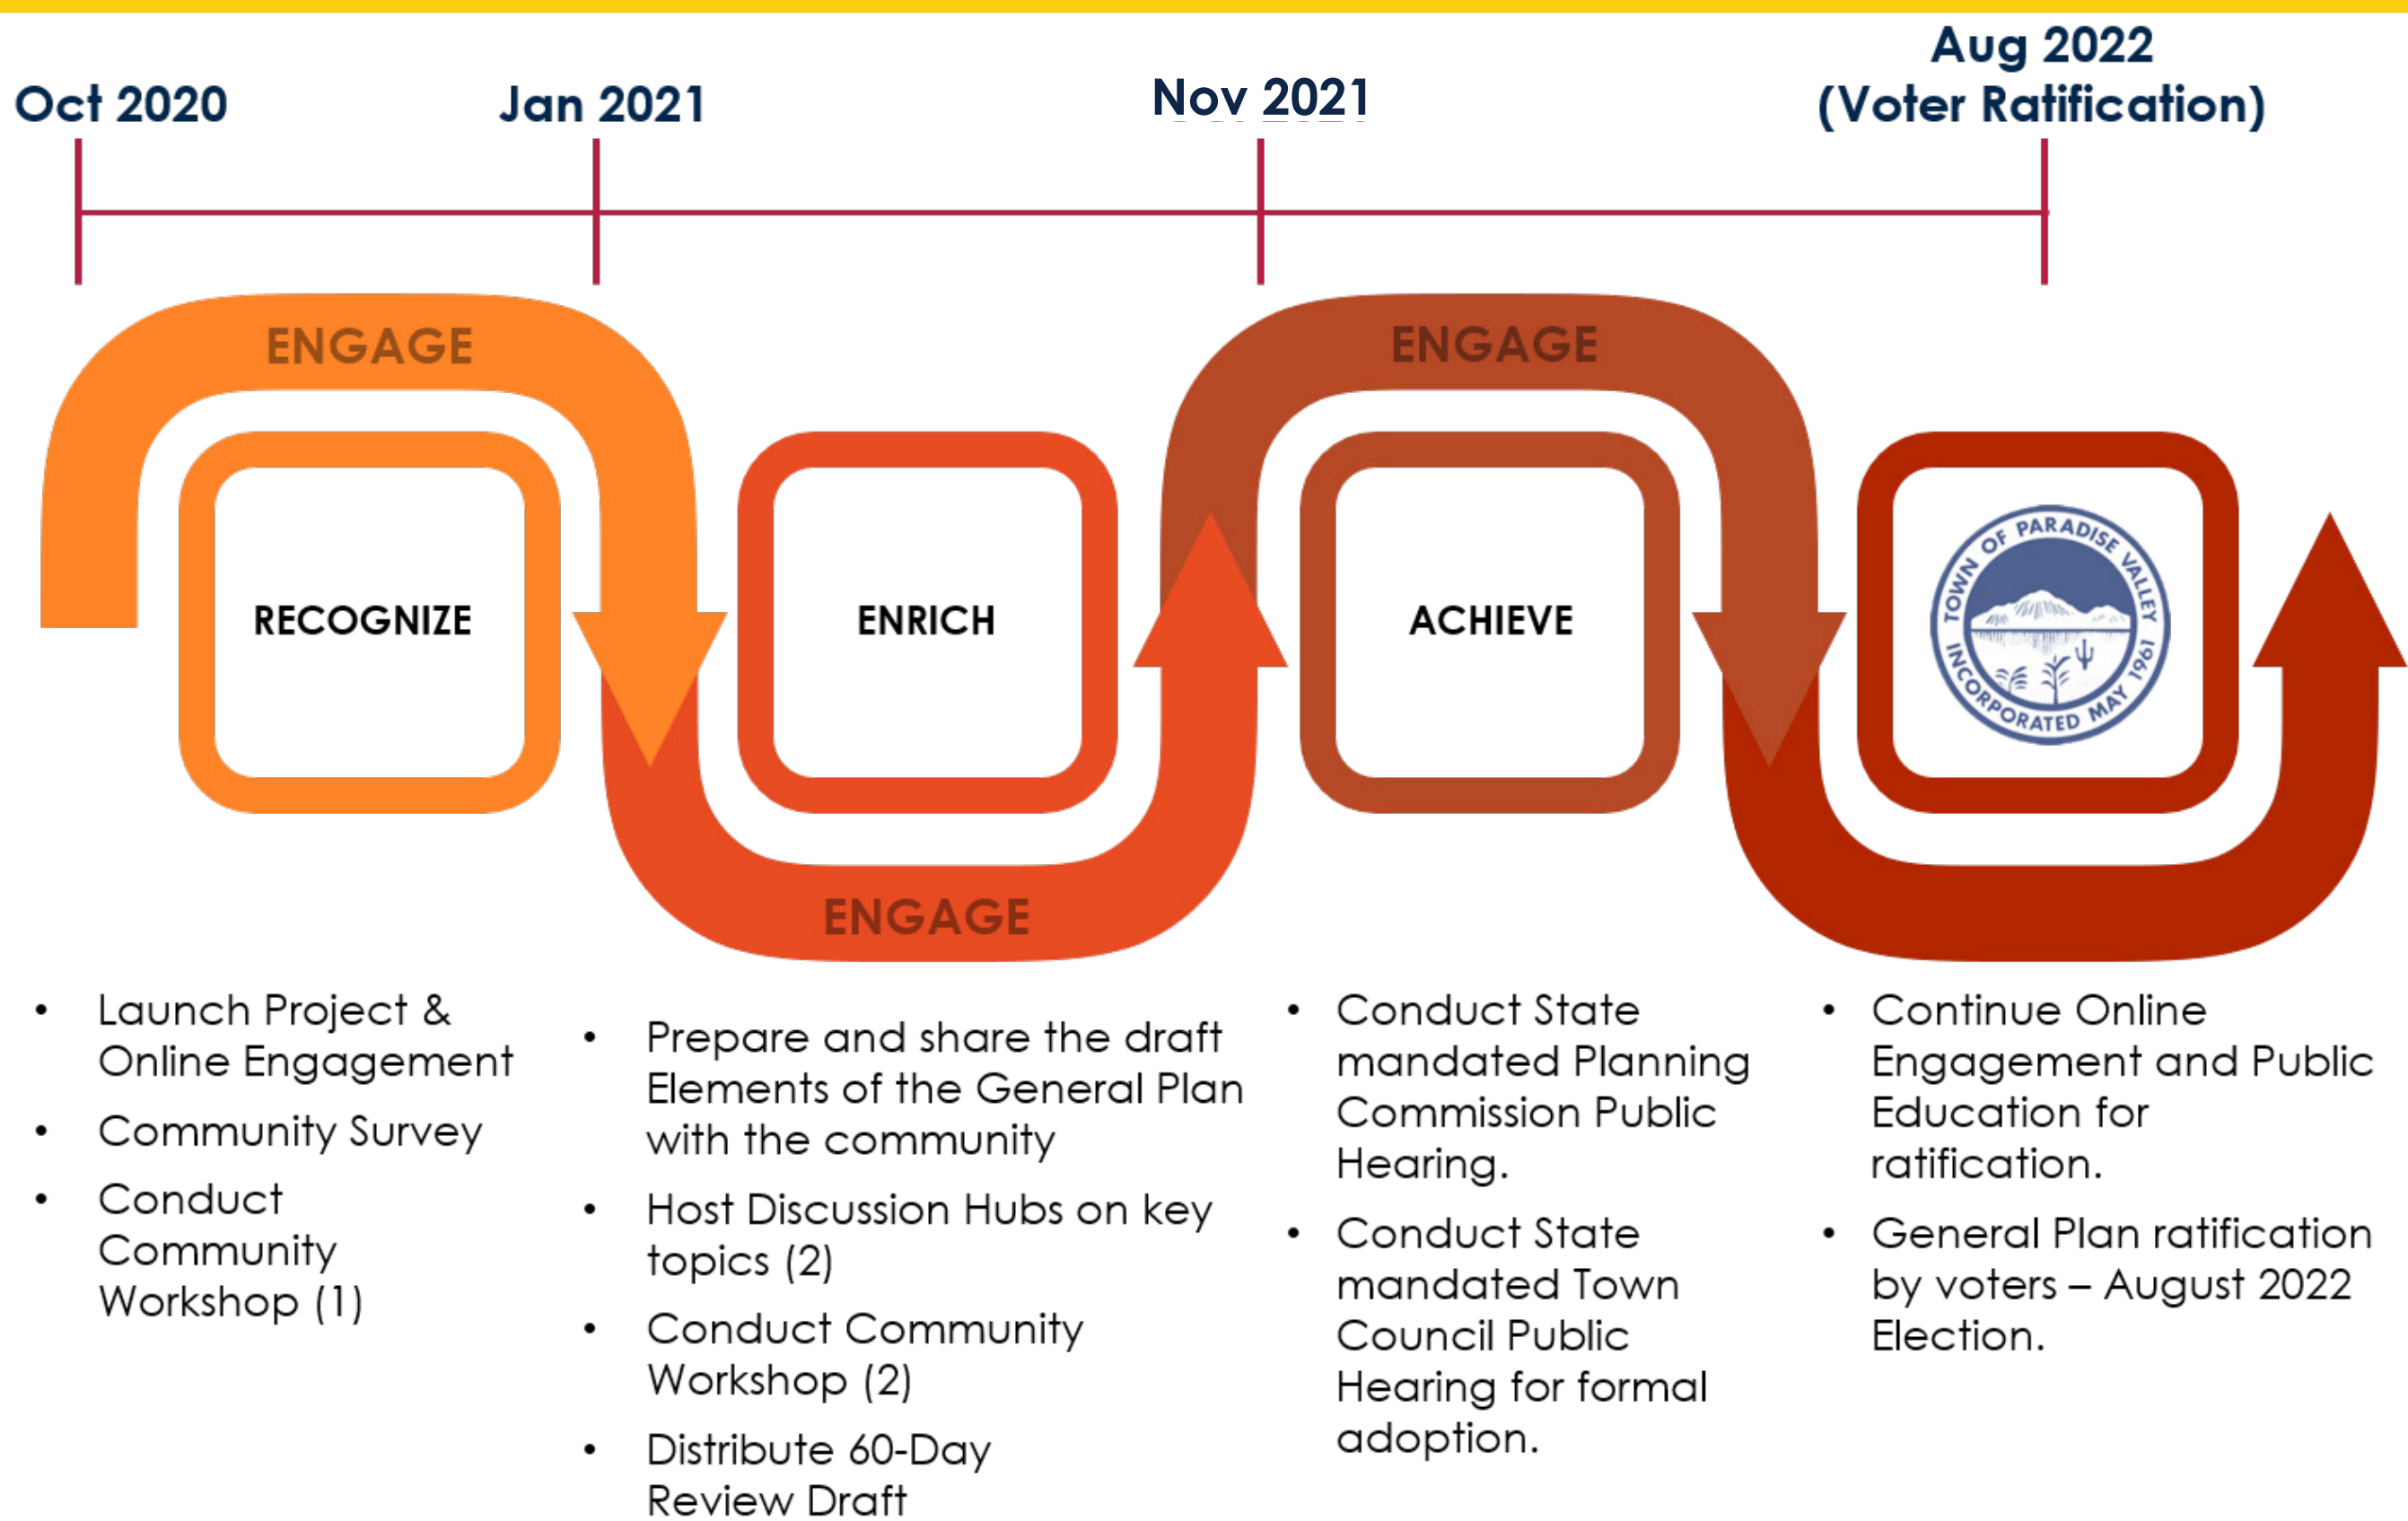 Aug 2022
Oct 2020 Jan 2021 Nov 2021 (Voter Ratification)
ENGAGE
ENGAGE
RECOGNIZE
ENRICH
ACHIEVE
TOWN OF PARADISE VALLEY
INCORPORATED MAY 1961
ENGAGE
• Launch Project &
Online Engagement
• Community Survey
• Conduct
Community
Workshop (1)
• Prepare and share the draft
Elements of the General Plan
with the community
• Host Discussion Hubs on key
topics (2)
• Conduct Community
Workshop (2)
• Distribute 60-Day
Review Draft
• Conduct State
mandated Planning
Commission Public
Hearing.
• Conduct State
mandated Town
Council Public
Hearing for formal
adoption.
• Continue Online
Engagement and Public
Education for
ratification.
• General Plan ratification
by voters – August 2022
Election.